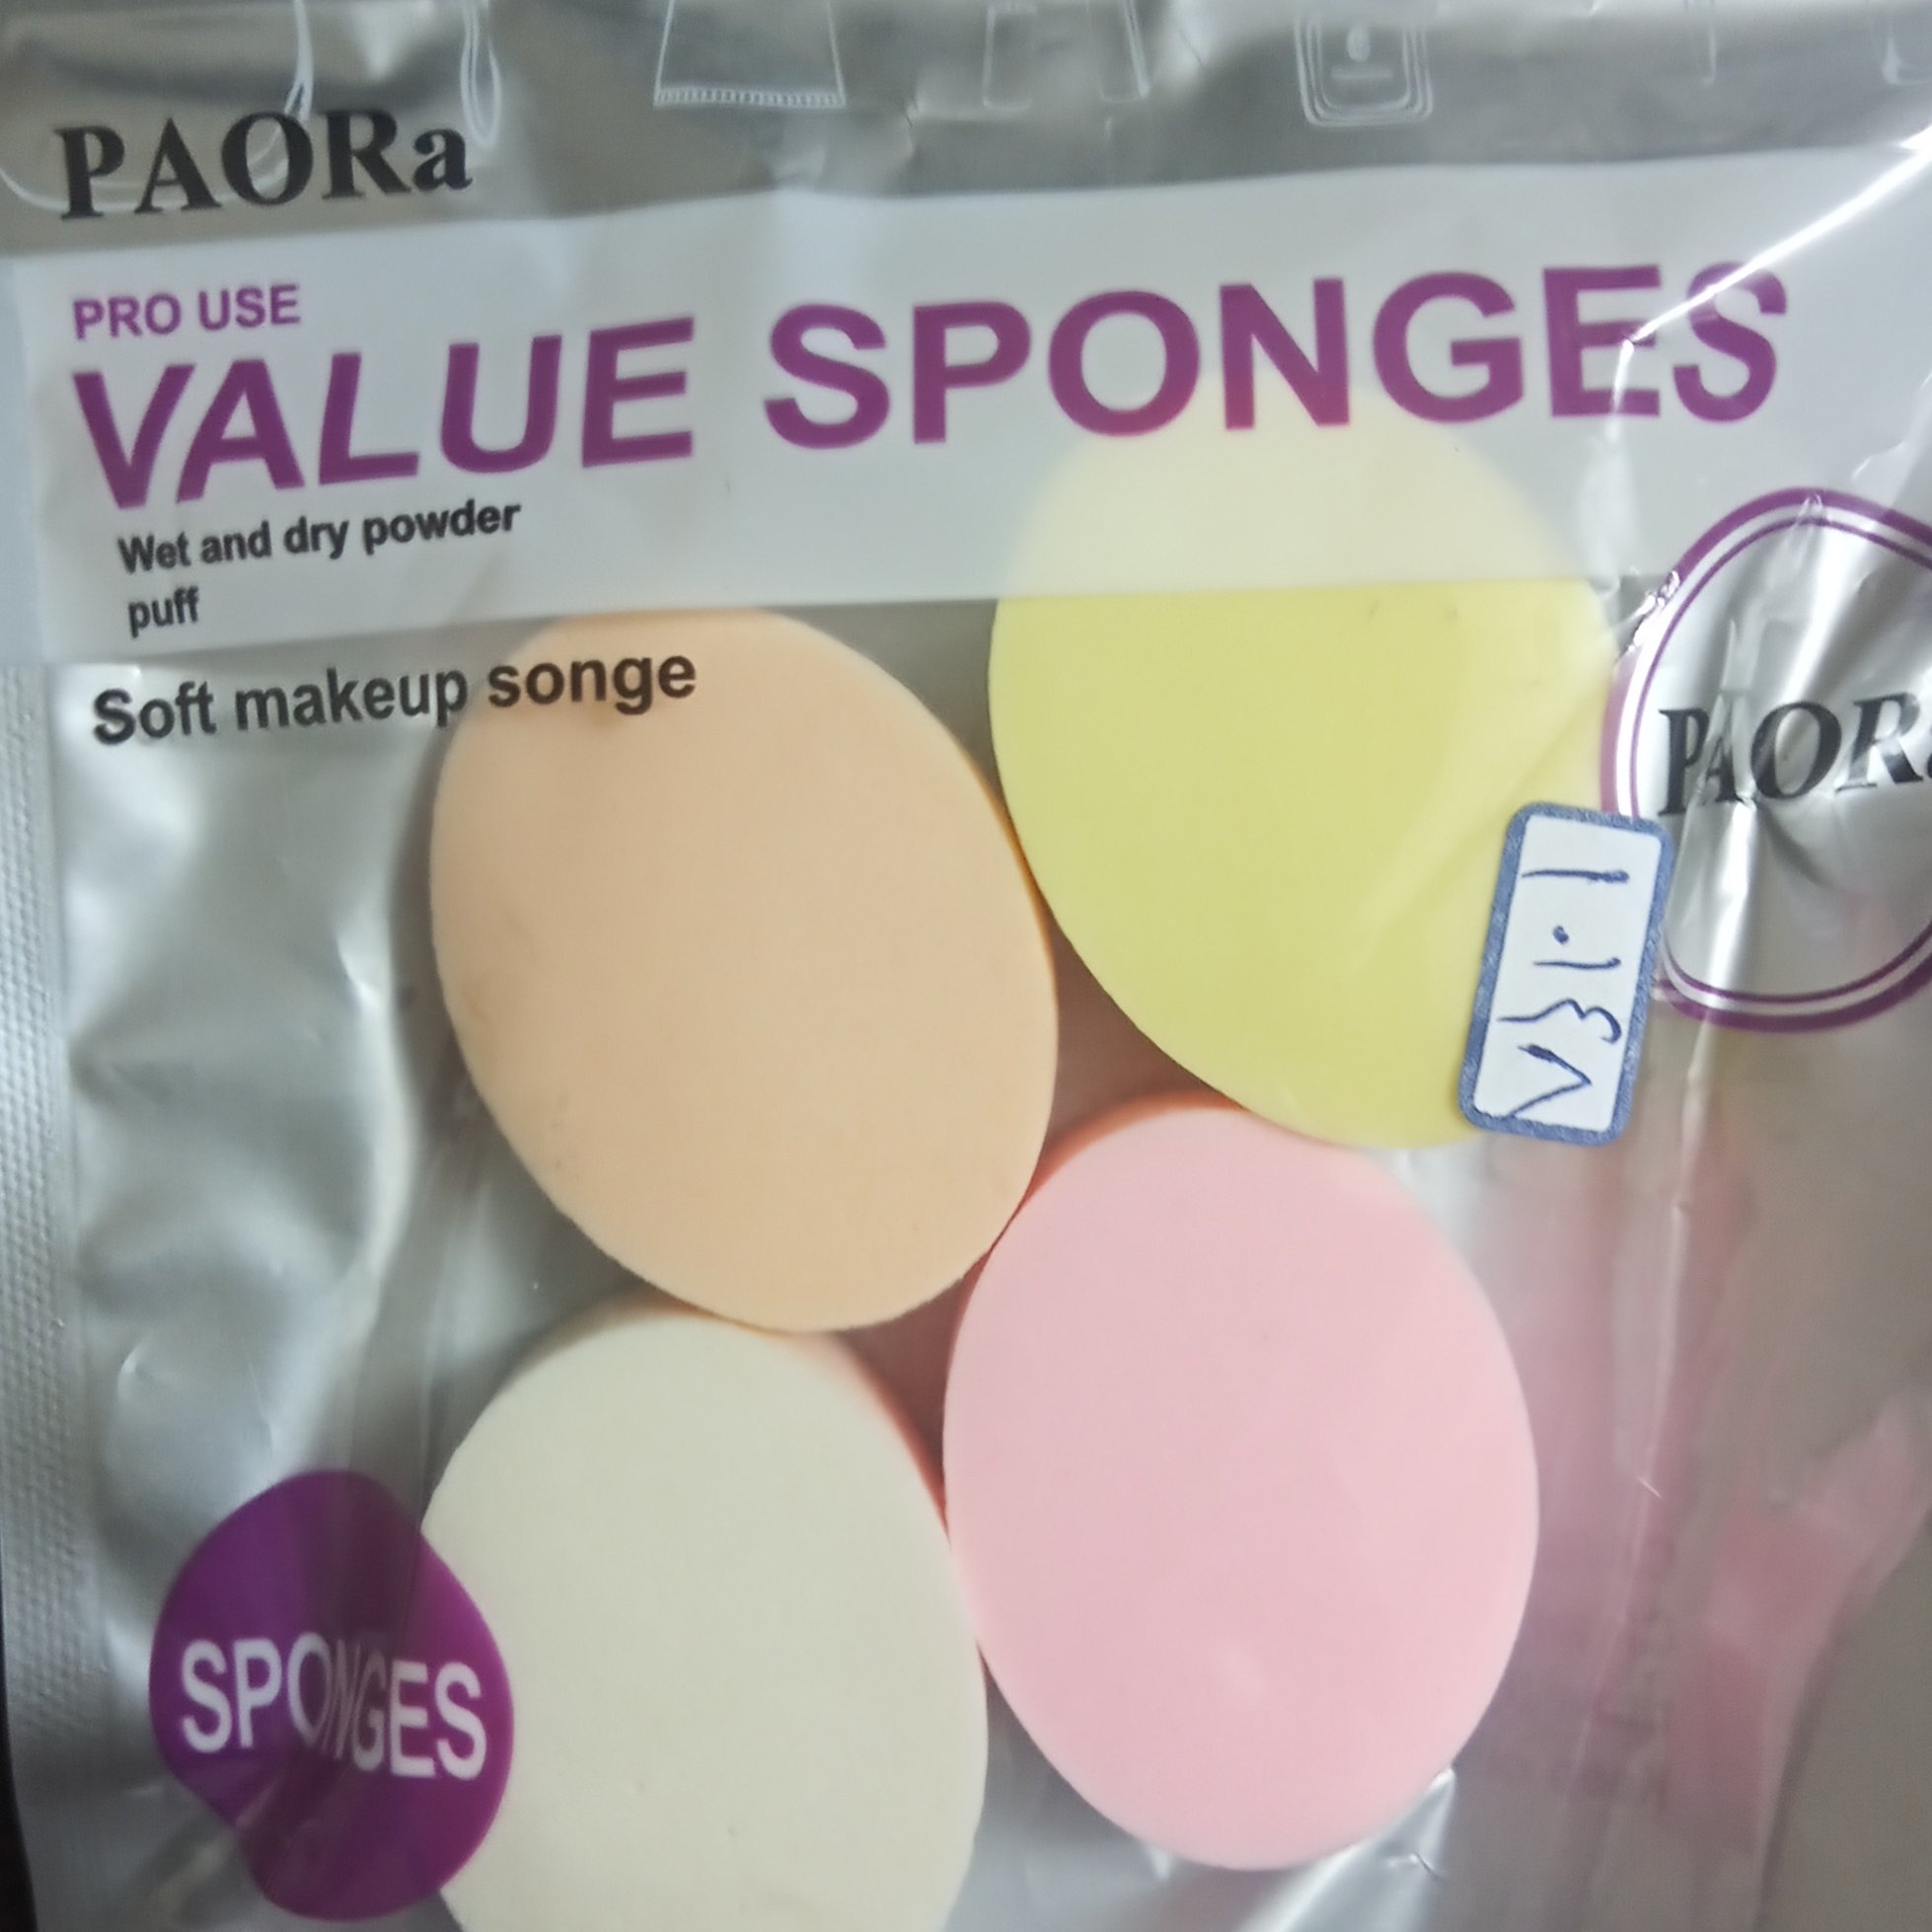 PAORa
PRO USE
VALUE SPONGES
Wet and dry powder
puff
Soft makeup songe
PAORa
SPONGES